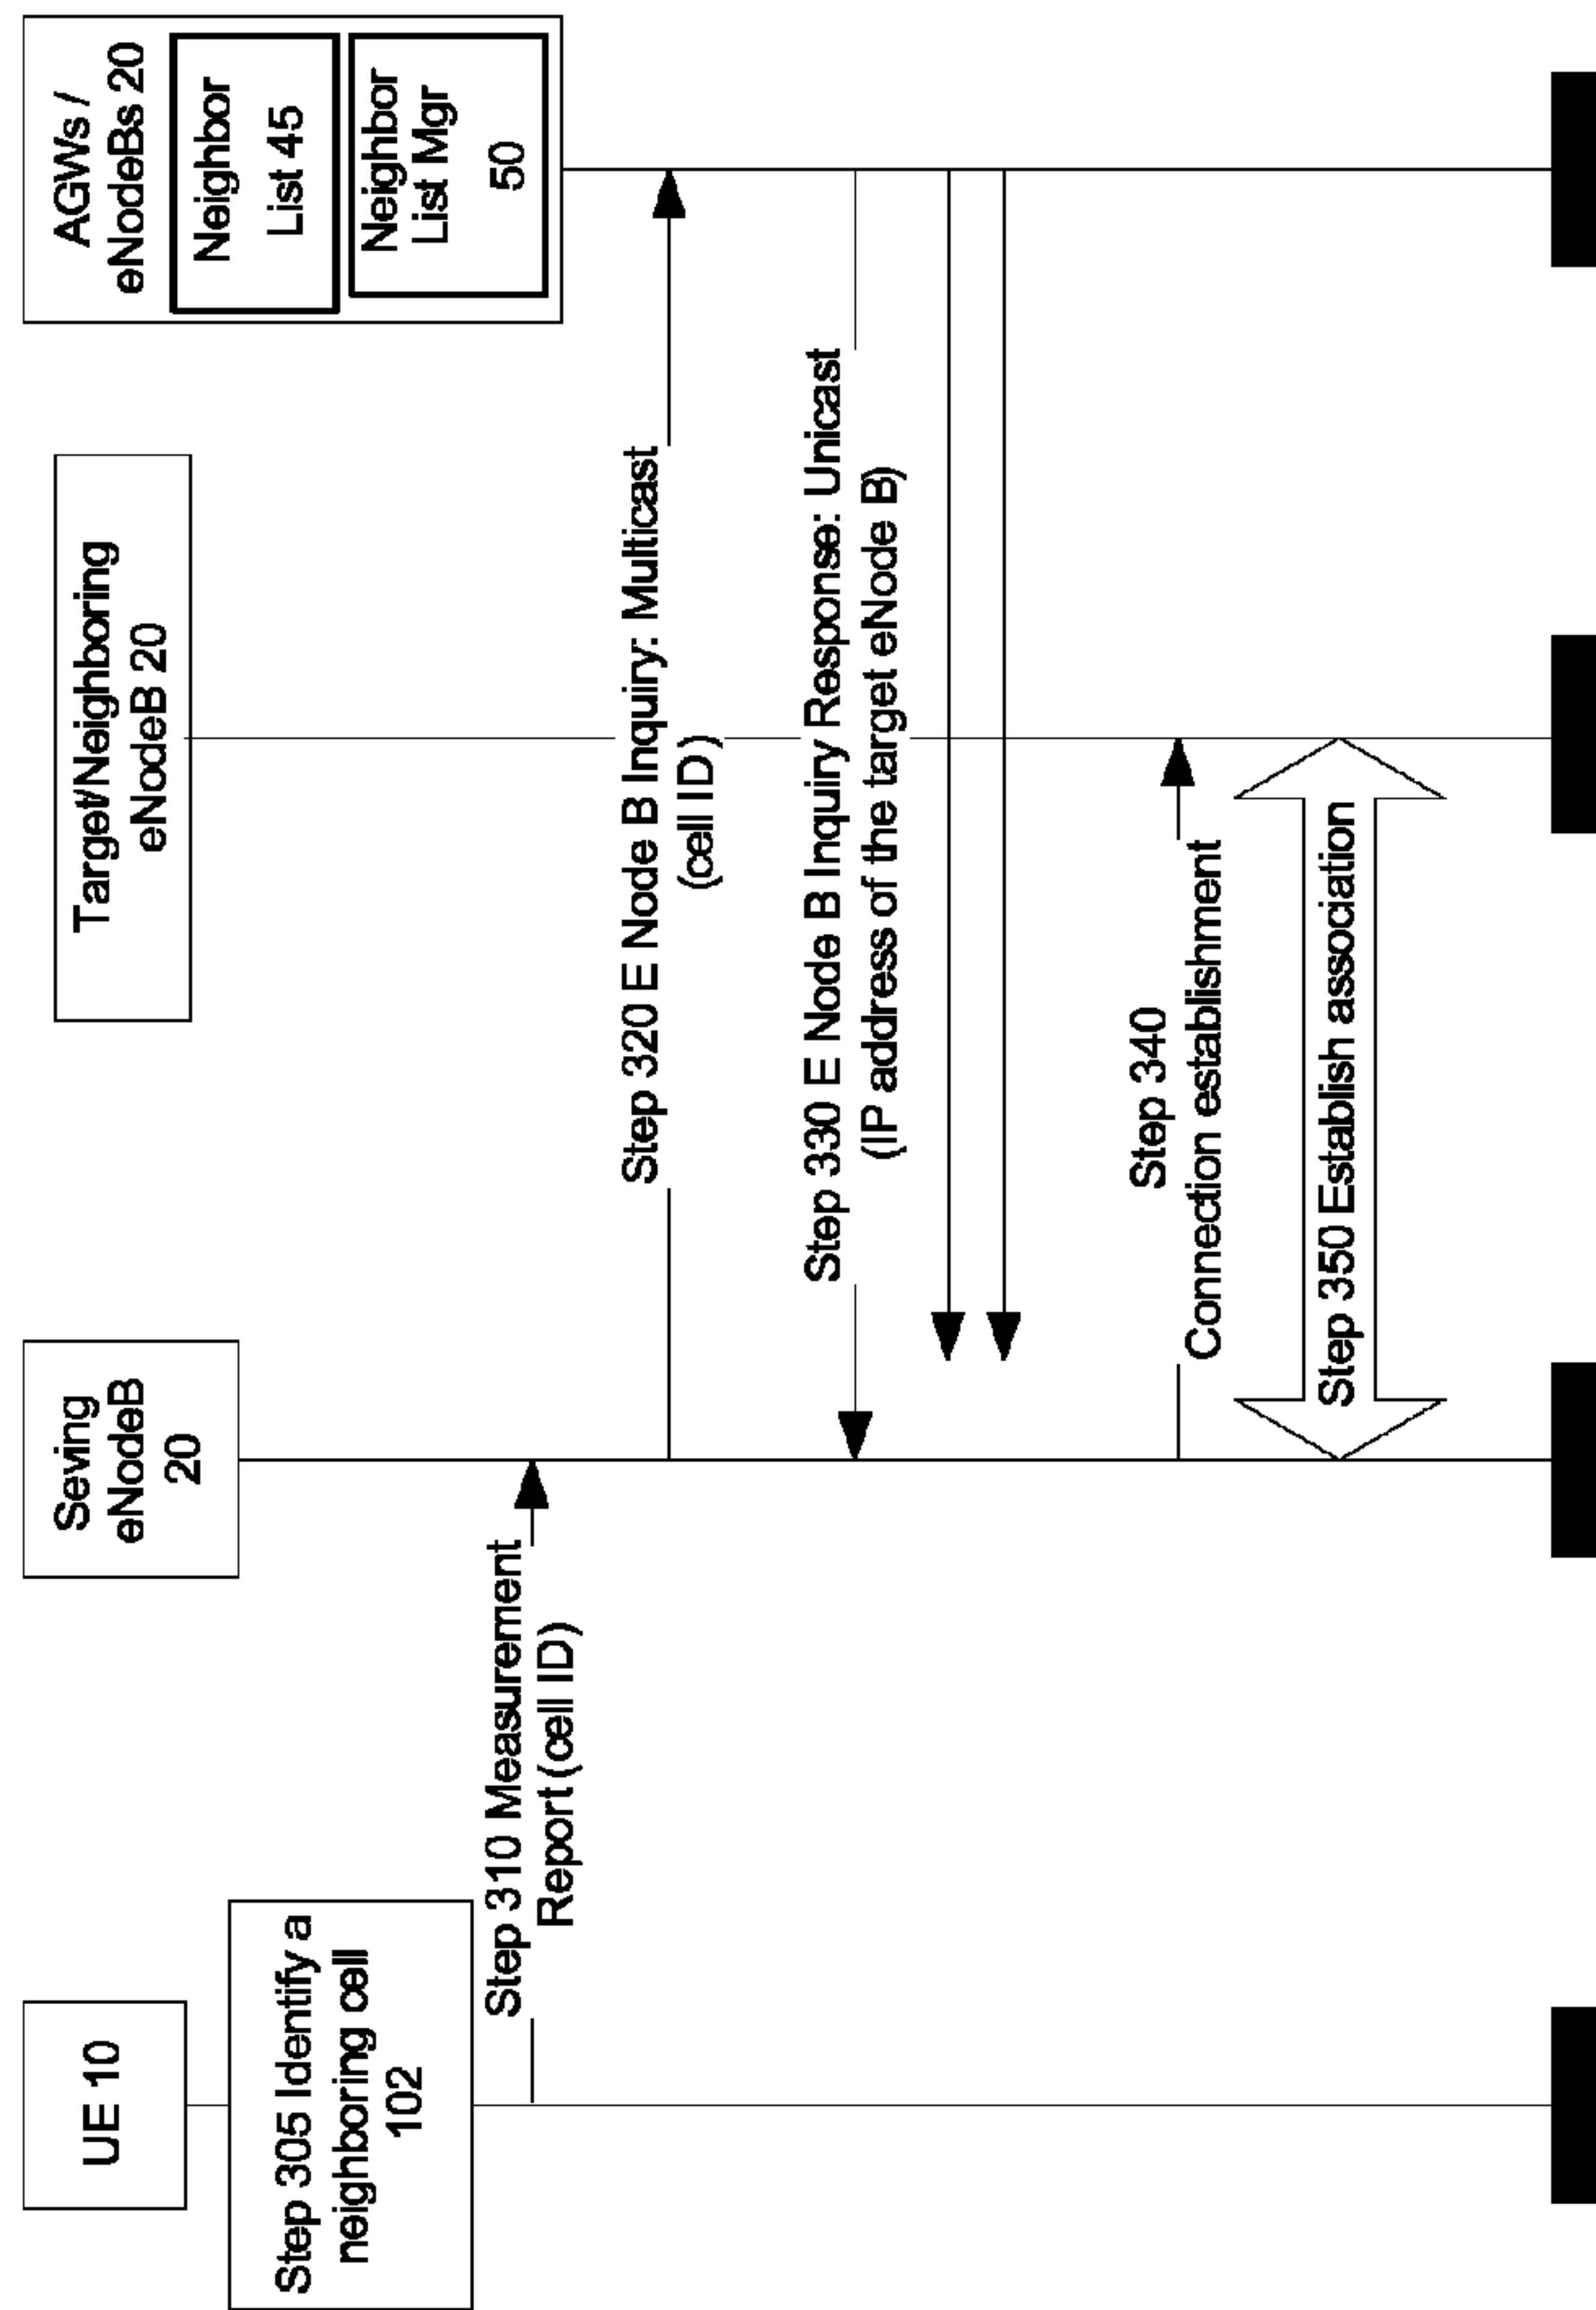 UE 10
Seving
eNodeB
20
Target/Neighboring
eNodeB 20
AGWs /
eNodeBs 20
Neighbor
List 45
Neighbor
List Mgr
50
Step 305 Identify a
neighboring cell
102
Step 310 Measurement
Report (cell ID)
Step 320 E Node B Inquiry: Multicast
(cell ID)
Step 330 E Node B Inquiry Response: Unicast
(IP address of the target eNode B)
Step 340
Connection establishment
Step 350 Establish association